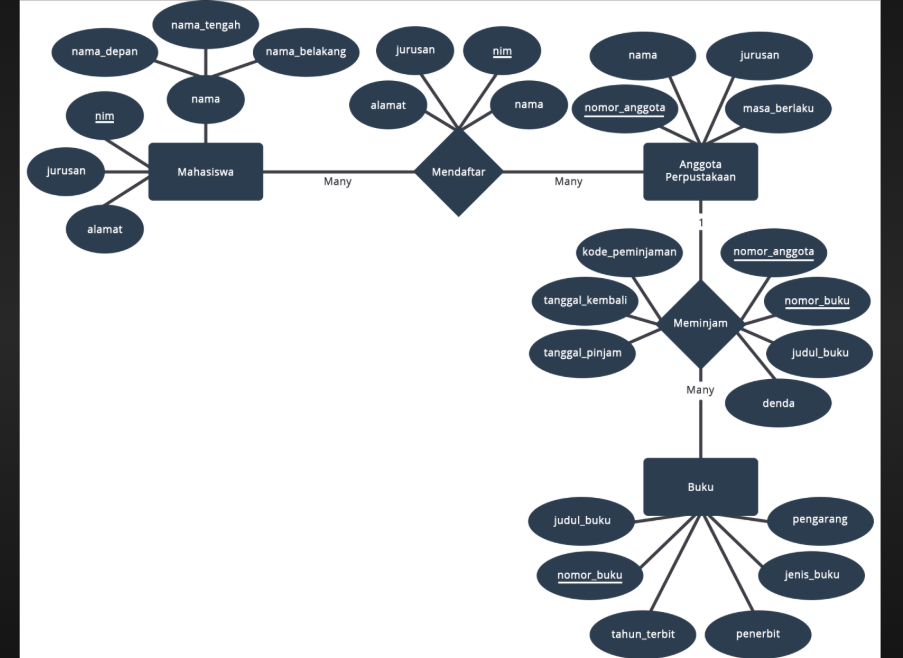 nama_tengah
nama_depan
nama_belakang
nama
nim
jurusan
alamat
Mahasiswa
Many
jurusan
nim
alamat
nama
Mendaftar
Many
nama
jurusan
nomor_anggota
masa_berlaku
Anggota
Perpustakaan
1
kode_peminjaman
nomor_anggota
tanggal_kembali
nomor_buku
Meminjam
tanggal_pinjam
judul_buku
denda
Many
Buku
judul_buku
pengarang
nomor_buku
jenis_buku
tahun_terbit
penerbit